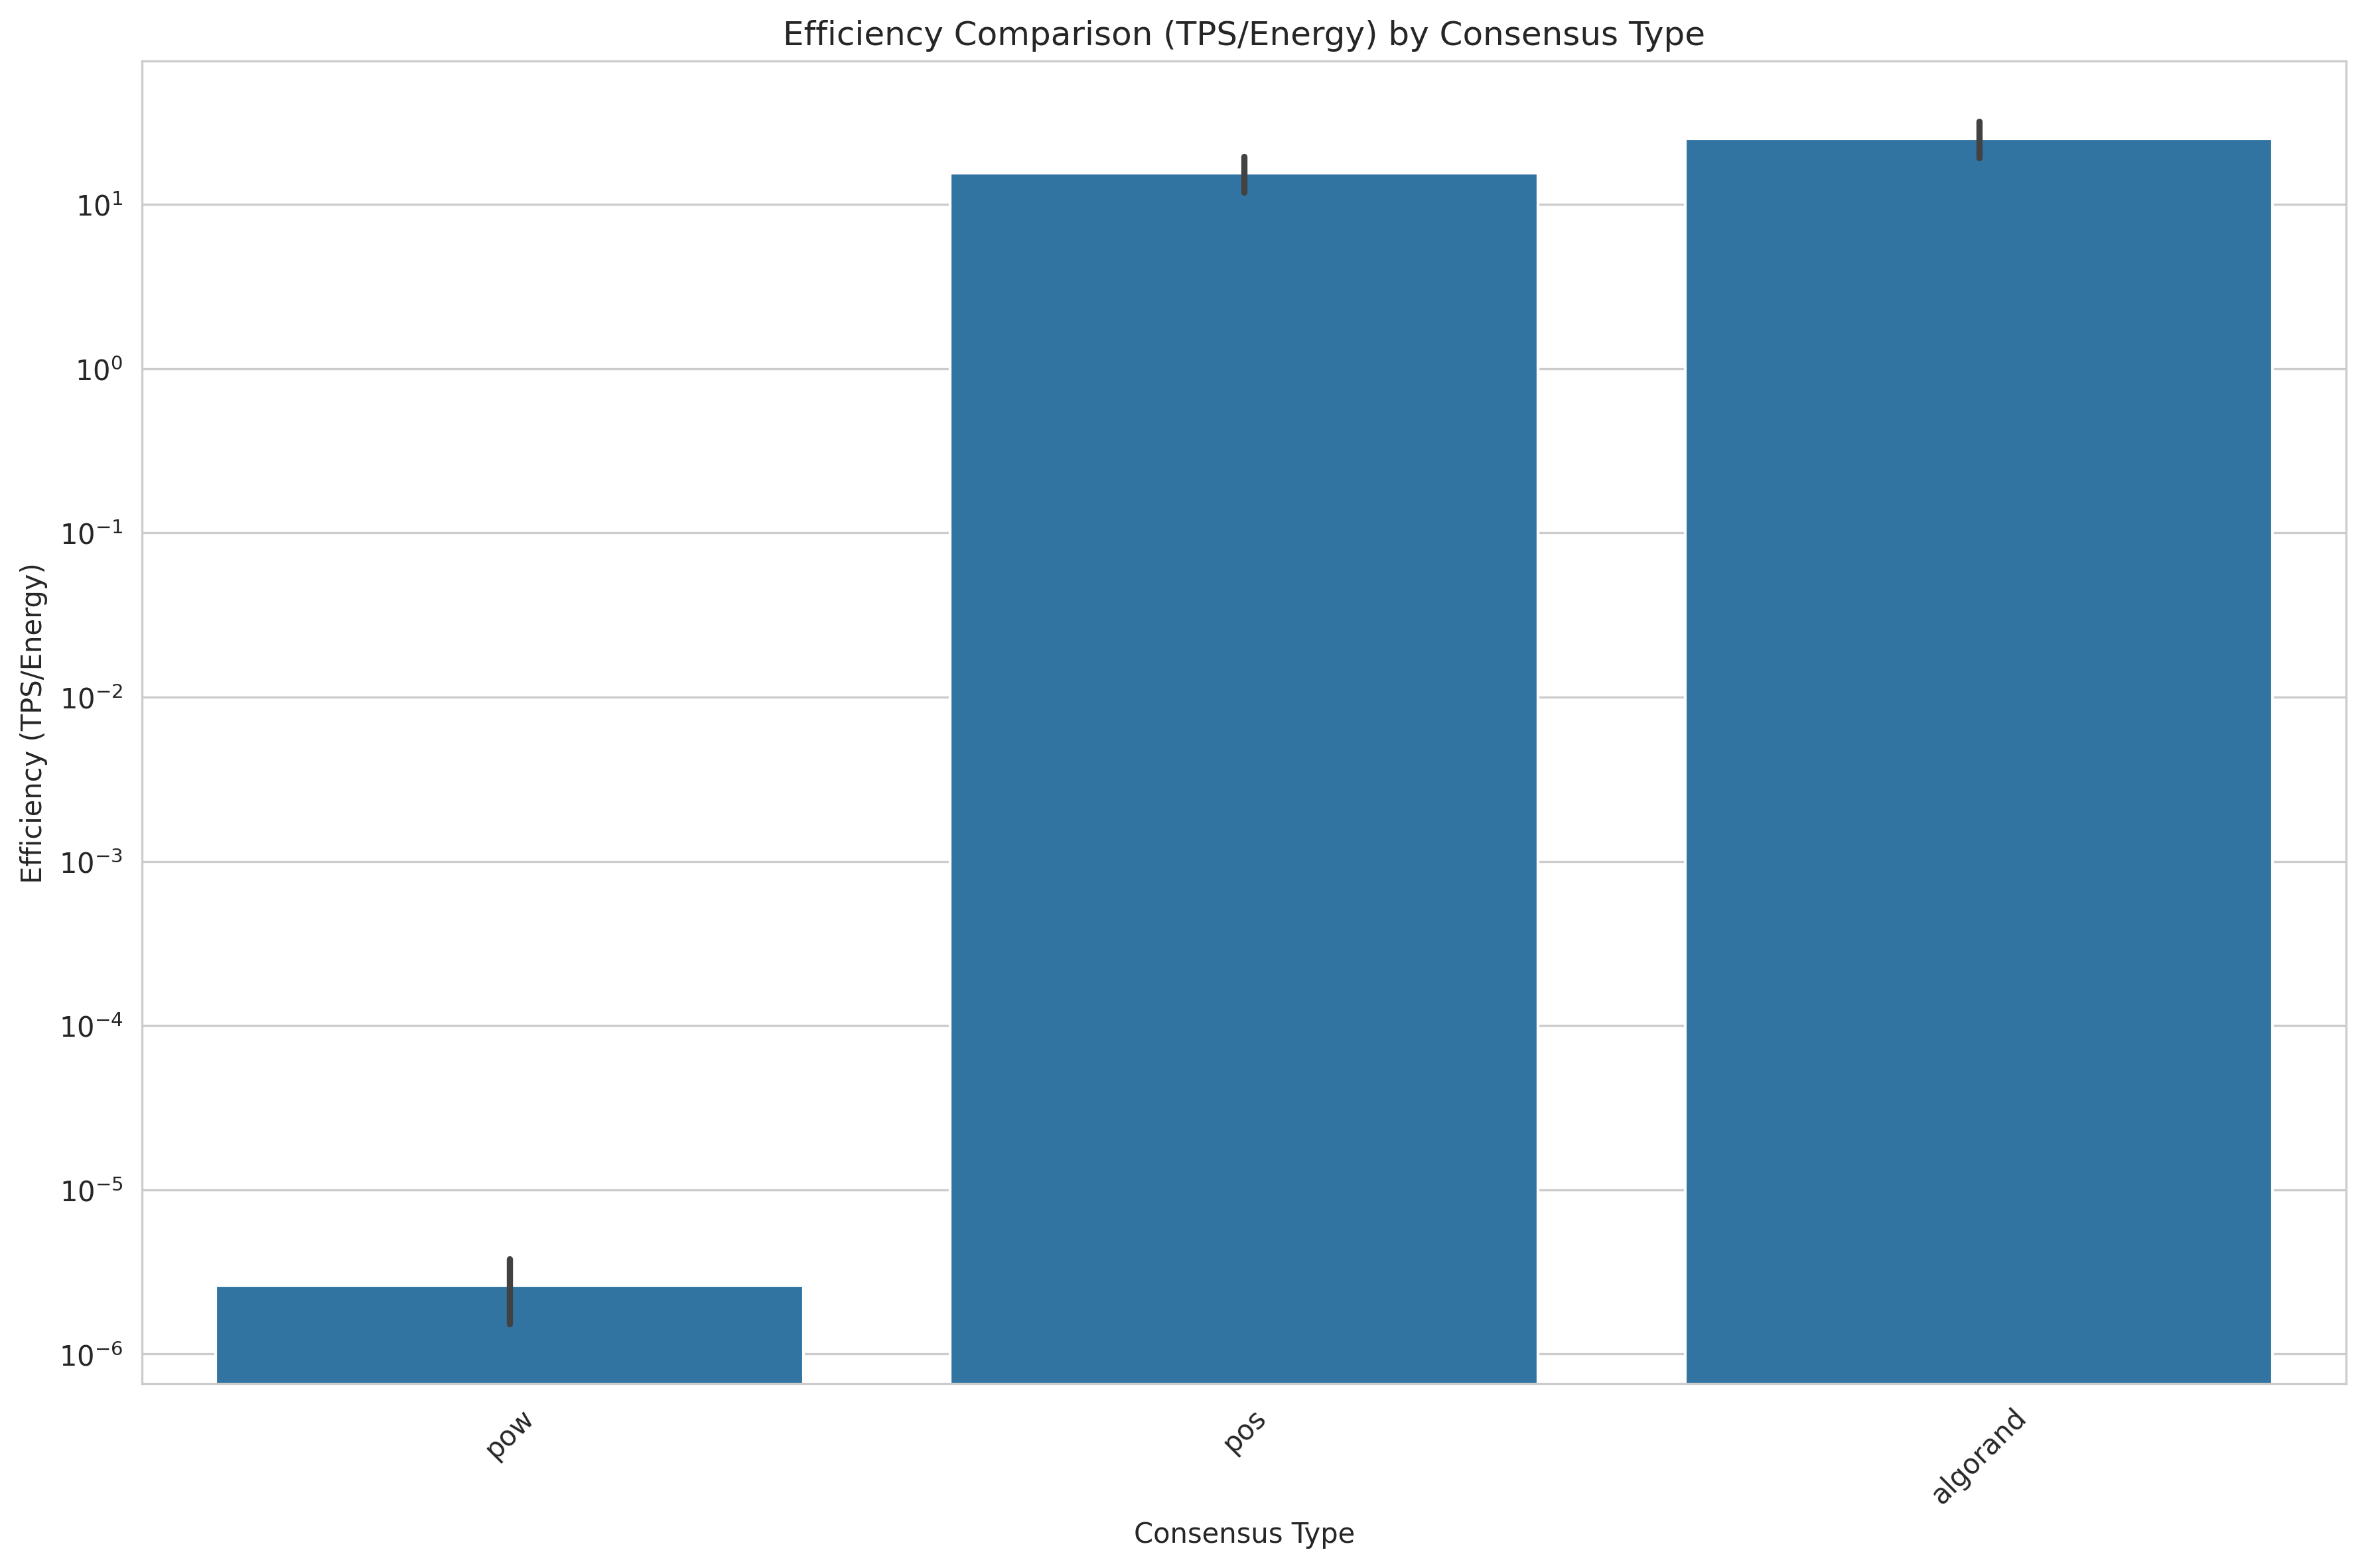 Efficiency Comparison (TPS/Energy) by Consensus Type
Efficiency (TPS/Energy)
10¹
10⁰
10⁻¹
10⁻²
10⁻³
10⁻⁴
10⁻⁵
10⁻⁶
pow
pos
algorand
Consensus Type